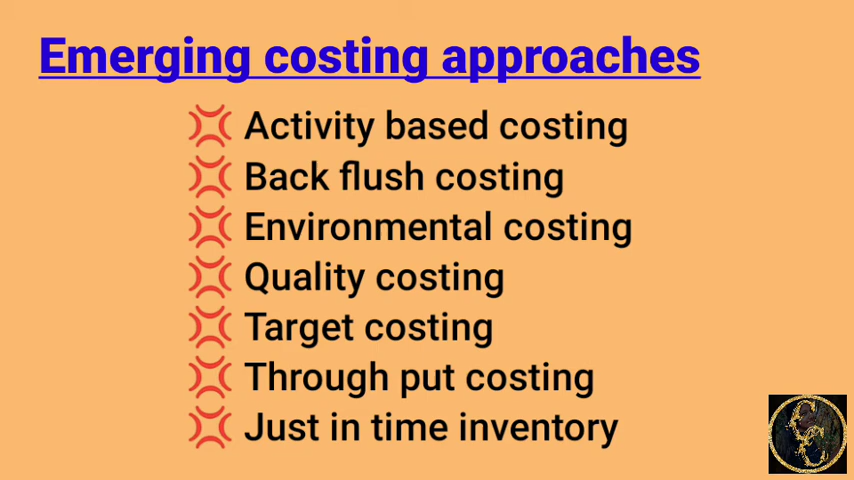 Emerging costing approaches
Activity based costing
Back flush costing
Environmental costing
Quality costing
Target costing
Through put costing
Just in time inventory